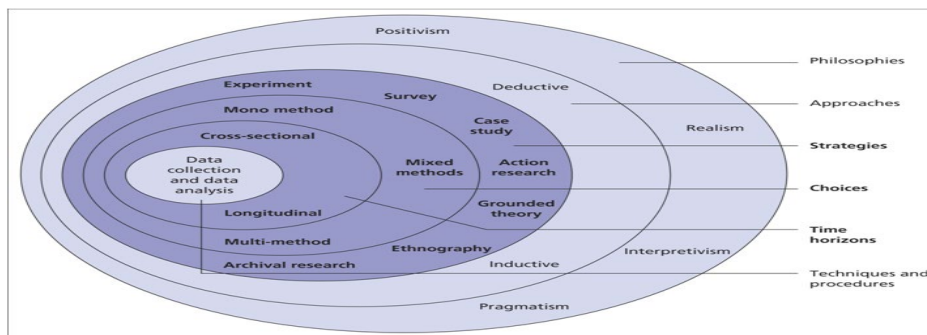 Positivism
Philosophies
Experiment
Deductive
Survey
Approaches
Mono method
Case
study
Realism
Cross-sectional
Strategies
Data
collection
and data
analysis
Mixed
methods
Action
research
Choices
Longitudinal
Grounded
theory
Time
horizons
Multi-method
Ethnography
Interpretivism
Archival research
Inductive
Techniques and
procedures
Pragmatism